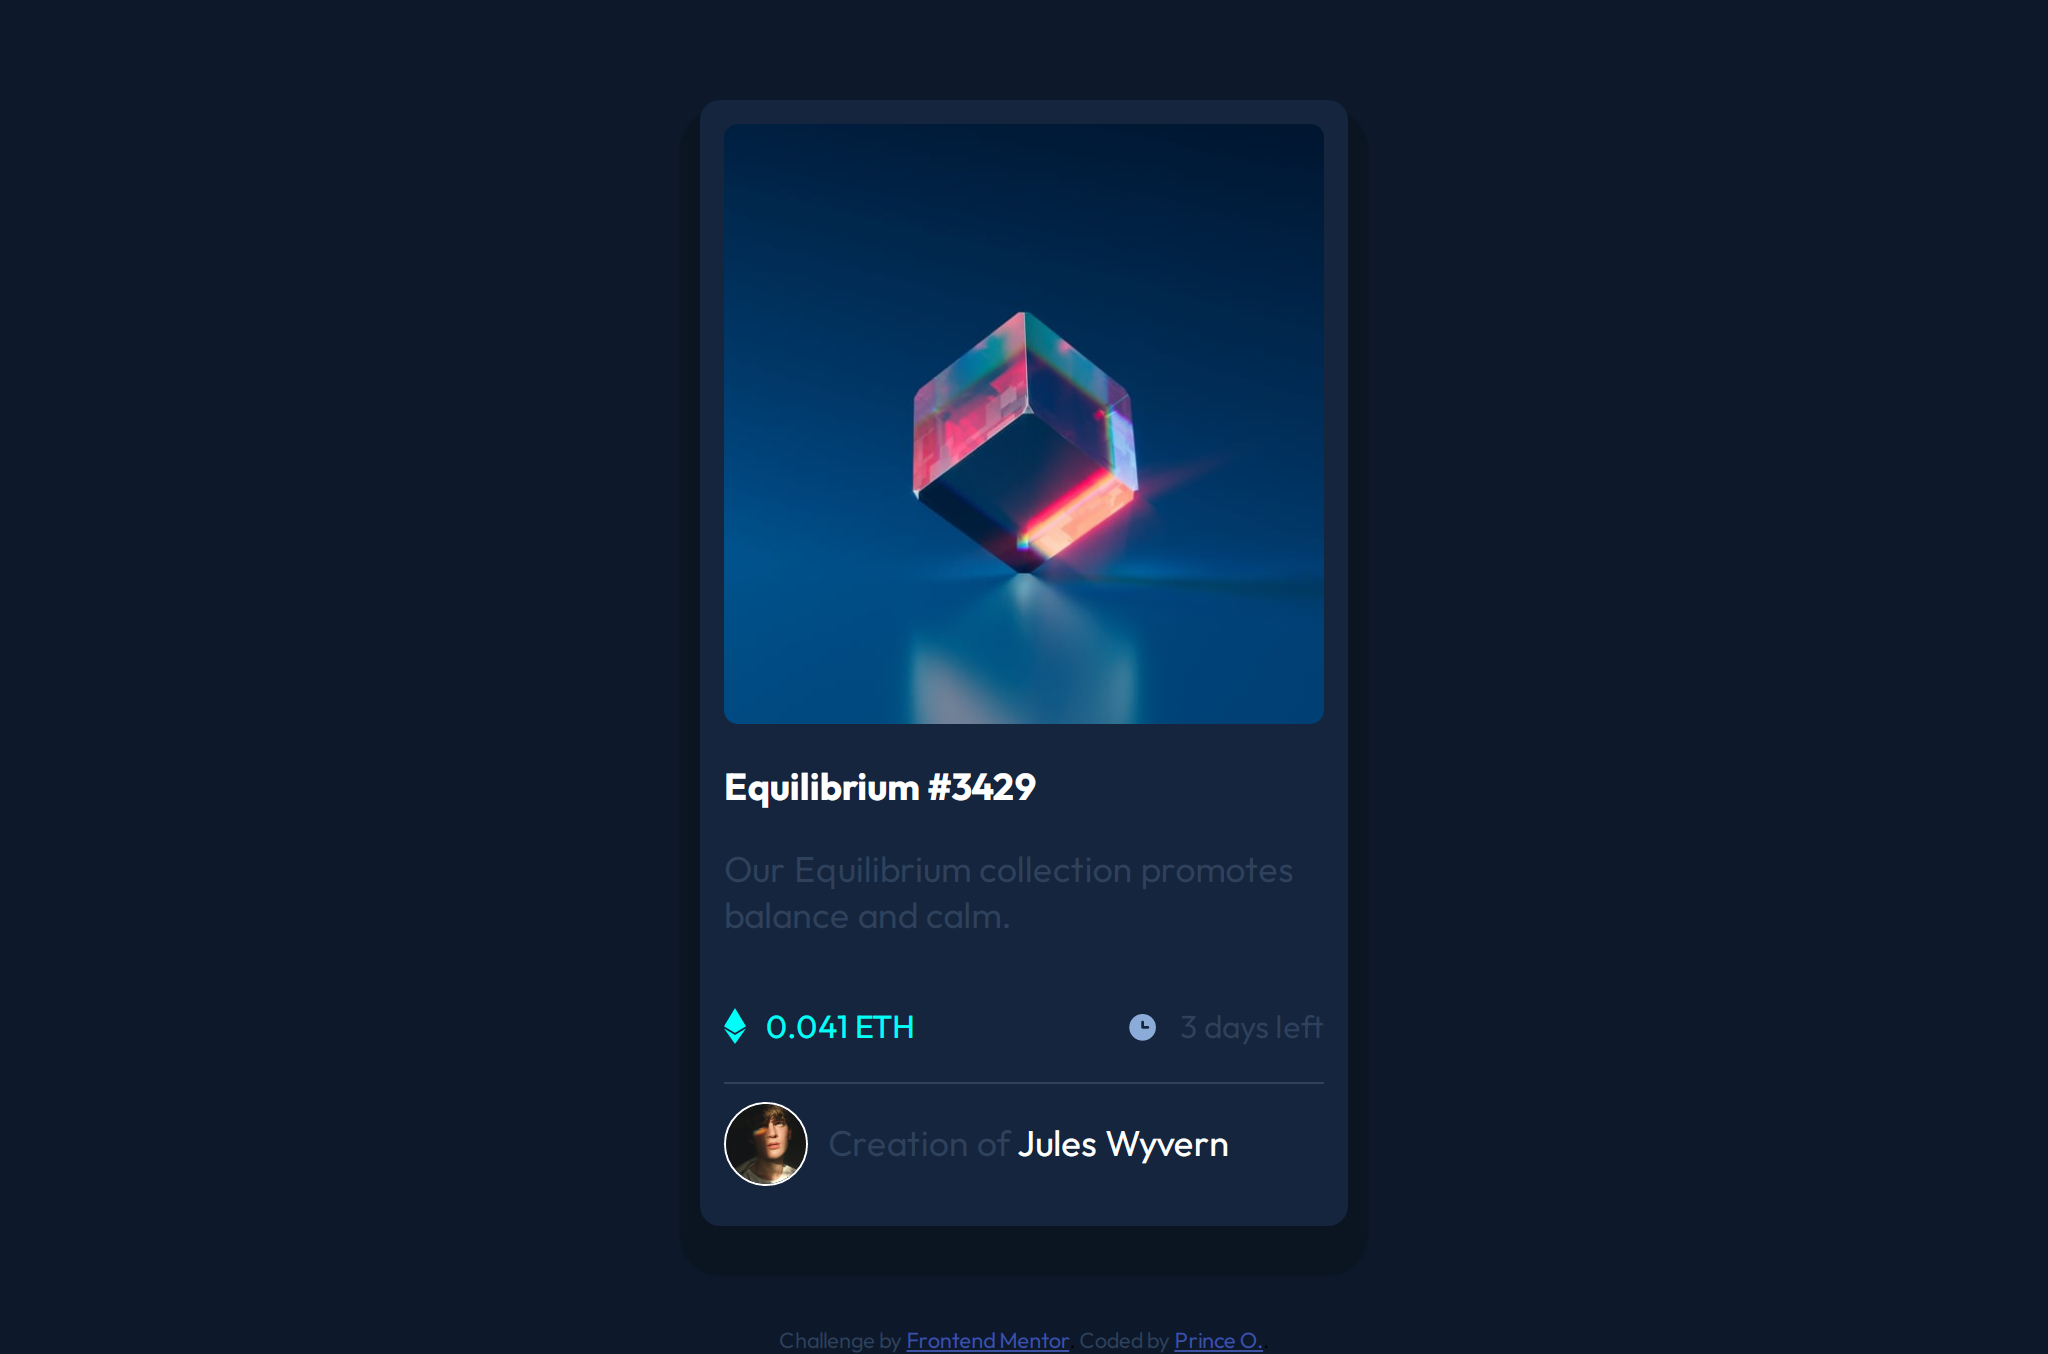 Equilibrium #3429
Our Equilibrium collection promotes
balance and calm.
0.041 ETH
3 days left
Creation of Jules Wyvern
Challenge by Frontend Mentor. Coded by Prince O..